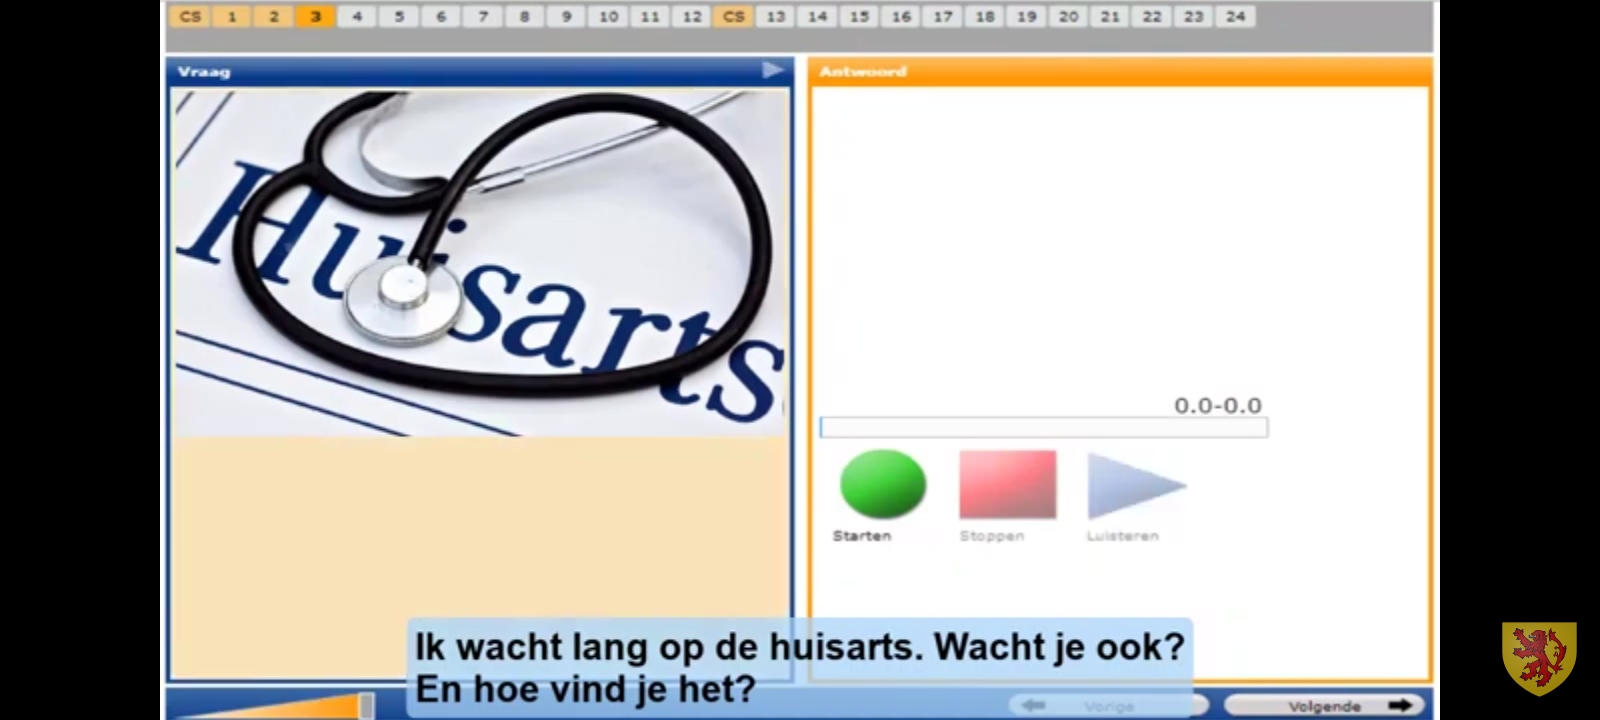 CS 1 2 3 4 5 6 7 8 9 10 11 12 CS 13 14 15 16 17 18 19 20 21 22 23 24
Vraag
Antwoord
Huisarts
0.0-0.0
Starten Stoppen Luisteren
Ik wacht lang op de huisarts. Wacht je ook?
En hoe vind je het?
Vorige Volgende